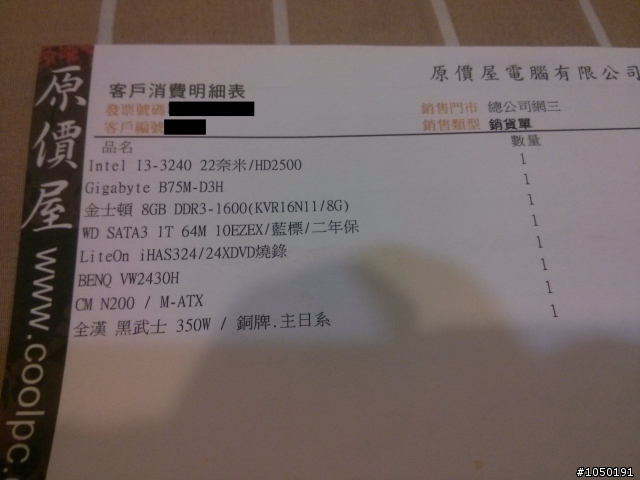 原價屋 www.coolpc.
原價屋電腦有限公司
客戶消費明細表
發票號碼
銷售門市 總公司網三
客戶編號
銷售類型 銷貨單
品名 數量
Intel I3-3240 22奈米/HD2500 1
Gigabyte B75M-D3H 1
金士頓 8GB DDR3-1600(KVR16N11/8G) 1
WD SATA3 1T 64M 10EZEX/藍標/二年保 1
LiteOn iHAS324/24XDVD燒錄 1
BENQ VW2430H 1
CM N200 / M-ATX 1
全漢 黑武士 350W / 銅牌.主日系 1
#1050191